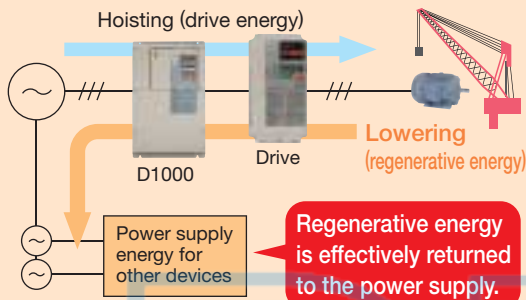 Hoisting (drive energy)
Lowering
(regenerative energy)
Drive
D1000
Power supply
energy for
other devices
Regenerative energy
is effectively returned
to the power supply.